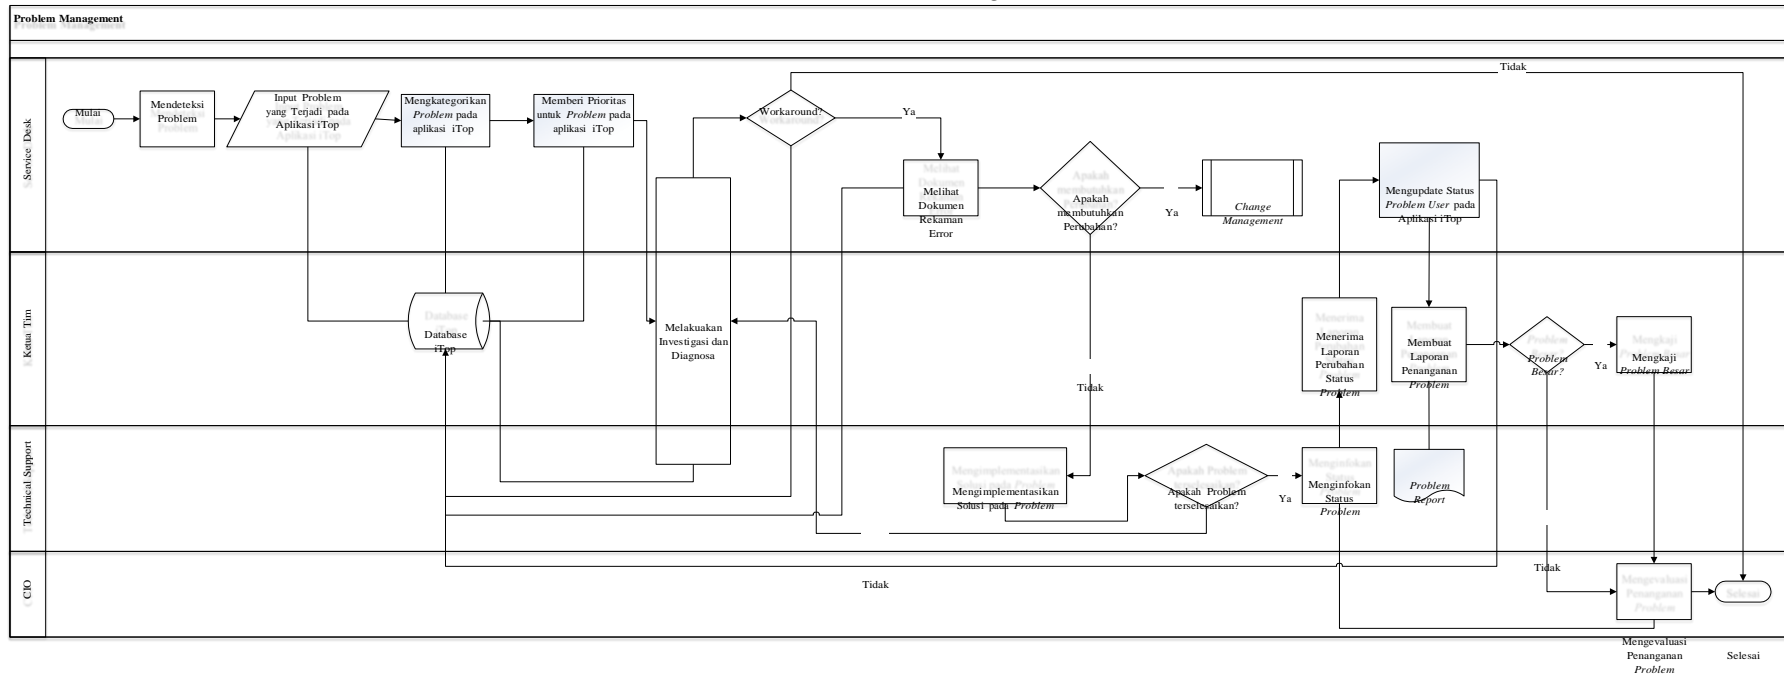 Problem Management
Service Desk
Mulai
Mendeteksi
Problem
Input Problem
yang Terjadi pada
Aplikasi iTop
Mengkategorikan
Problem pada
aplikasi iTop
Memberi Prioritas
untuk Problem pada
aplikasi iTop
Workaround?
Ya
Tidak
Melihat
Dokumen
Rekaman
Error
Apakah
membutuhkan
Perubahan?
Ya
Change
Management
Mengupdate Status
Problem User pada
Aplikasi iTop
Ketua Tim
Database
iTop
Melakuakan
Investigasi dan
Diagnosa
Tidak
Menerima
Laporan
Perubahan
Status
Problem
Membuat
Laporan
Penanganan
Problem
Problem
Besar?
Ya
Mengkaji
Problem Besar
Technical Support
Mengimplementasikan
Solusi pada Problem
Apakah Problem
terselesaikan?
Ya
Menginfokan
Status
Problem
Problem
Report
CIO
Tidak
Tidak
Mengevaluasi
Penanganan
Problem
Selesai